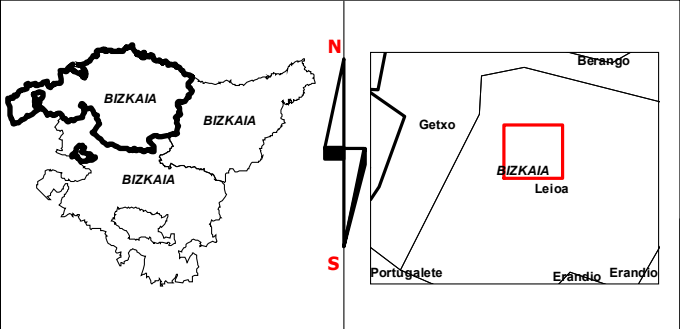 BIZKAIA
BIZKAIA
BIZKAIA
N
S
Berango
Getxo
BIZKAIA
Leioa
Portugalete
Erandio
Erandio